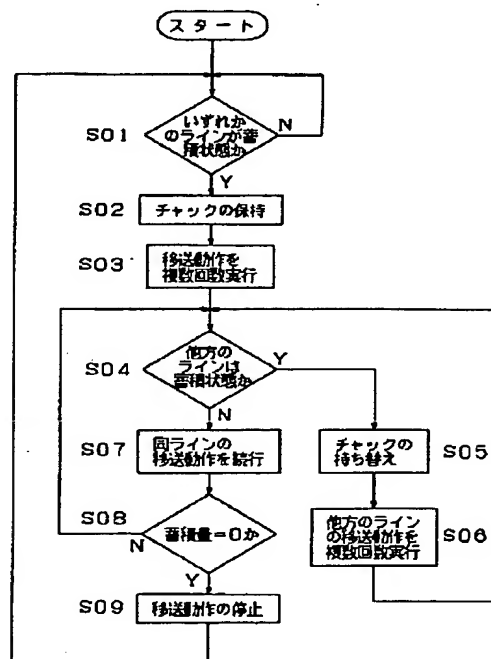 スタート
S01
いずれか
のラインが蓄
積状態か
N
Y
S02
チャックの保持
S03
移送動作を
複数回数実行
S04
他方の
ラインは
蓄積状態か
Y
N
S07
同ラインの
移送動作を続行
チャックの
持ち替え
S05
S08
蓄積量=0か
N
Y
他方のライン
の移送動作を
複数回数実行
S06
S09
移送動作の停止